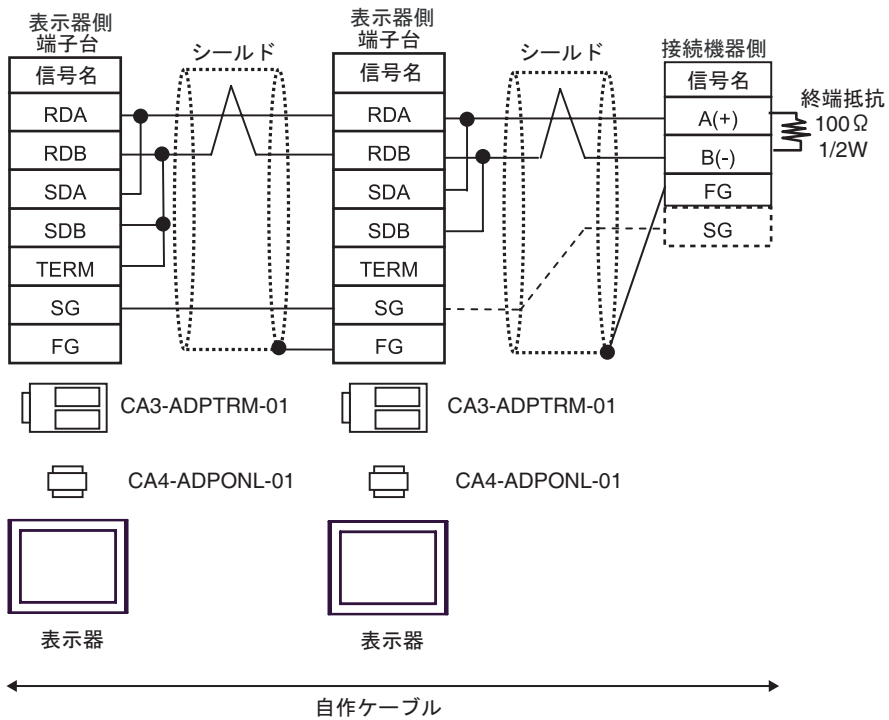 表示器側
端子台
信号名
RDA
RDB
SDA
SDB
TERM
SG
FG
シールド
表示器側
端子台
信号名
RDA
RDB
SDA
SDB
TERM
SG
FG
シールド
接続機器側
信号名
A(+)
B(-)
FG
SG
終端抵抗
100Ω
1/2W
CA3-ADPTRM-01
CA3-ADPTRM-01
CA4-ADPONL-01
CA4-ADPONL-01
表示器
表示器
自作ケーブル